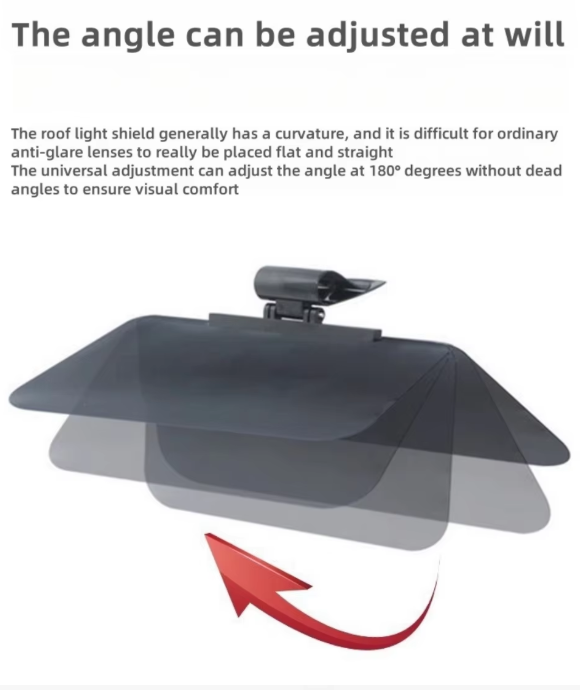 The angle can be adjusted at will
The roof light shield generally has a curvature, and it is difficult for ordinary
anti-glare lenses to really be placed flat and straight
The universal adjustment can adjust the angle at 180° degrees without dead
angles to ensure visual comfort